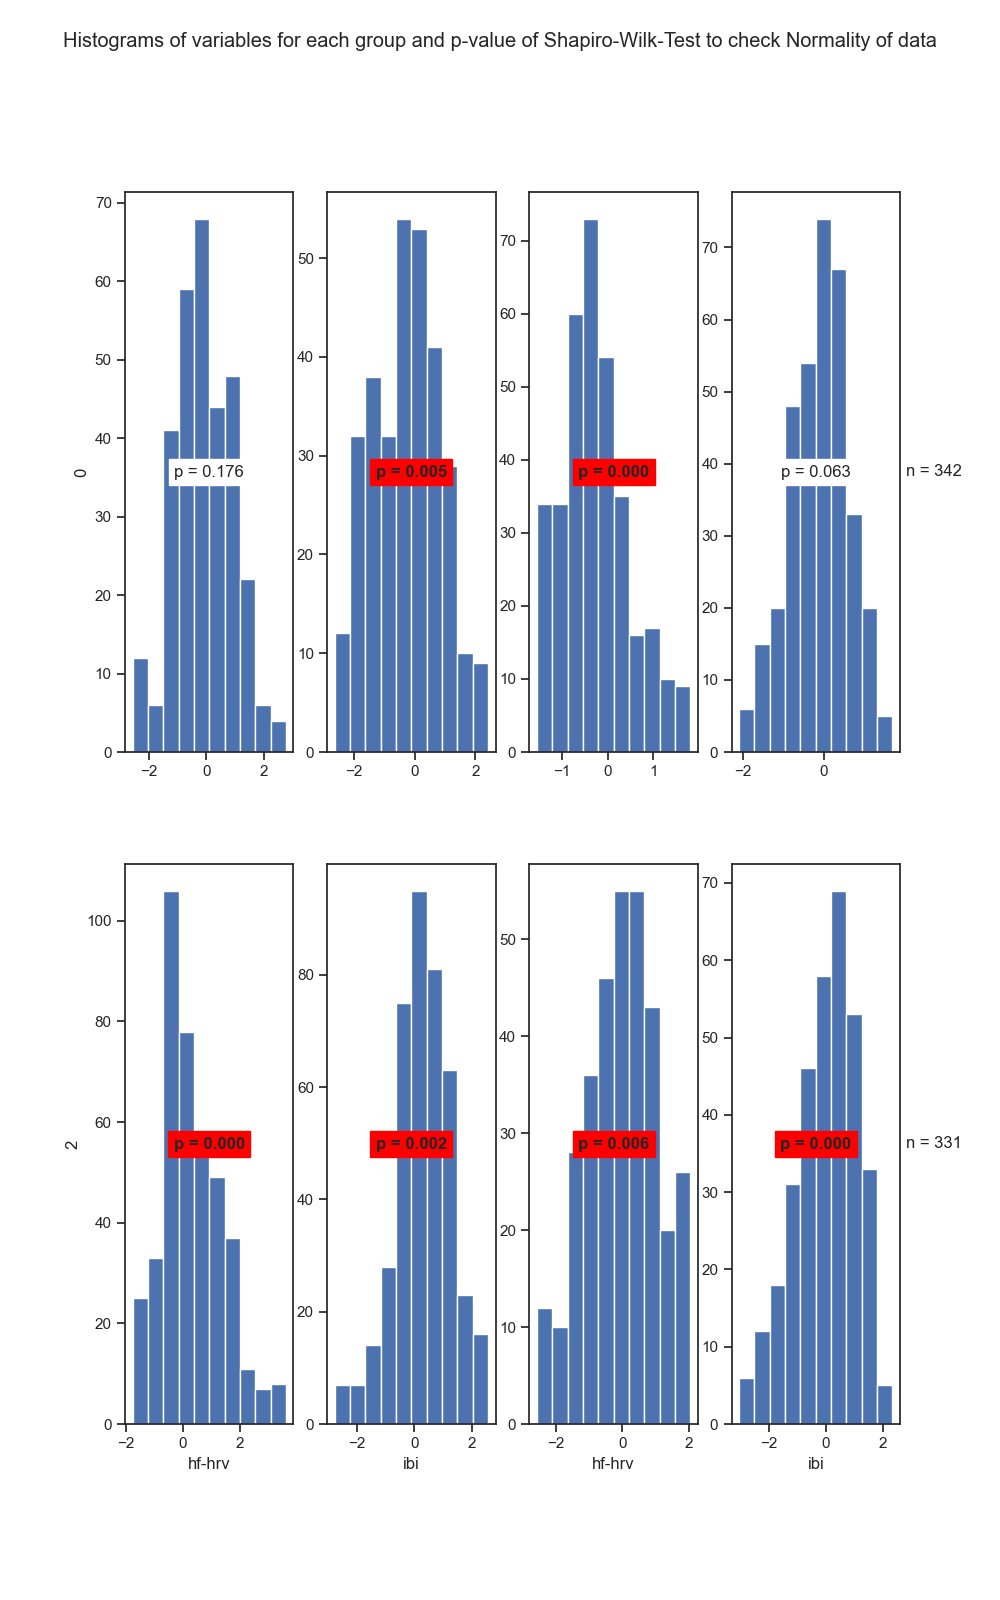 Histograms of variables for each group and p-value of Shapiro-Wilk-Test to check Normality of data
70
60
50
40
30
20
10
0
0
p = 0.176
−2 0 2
50
40
30
20
10
0
p = 0.005
−2 0 2
70
60
50
40
30
20
10
0
p = 0.000
−1 0 1
70
60
50
40
30
20
10
0
p = 0.063
−2 0
n = 342
100
80
60
40
20
0
2
p = 0.000
−2 0 2
hf-hrv
80
60
40
20
0
p = 0.002
−2 0 2
ibi
50
40
30
20
10
0
p = 0.006
−2 0 2
hf-hrv
70
60
50
40
30
20
10
0
p = 0.000
−2 0 2
ibi
n = 331